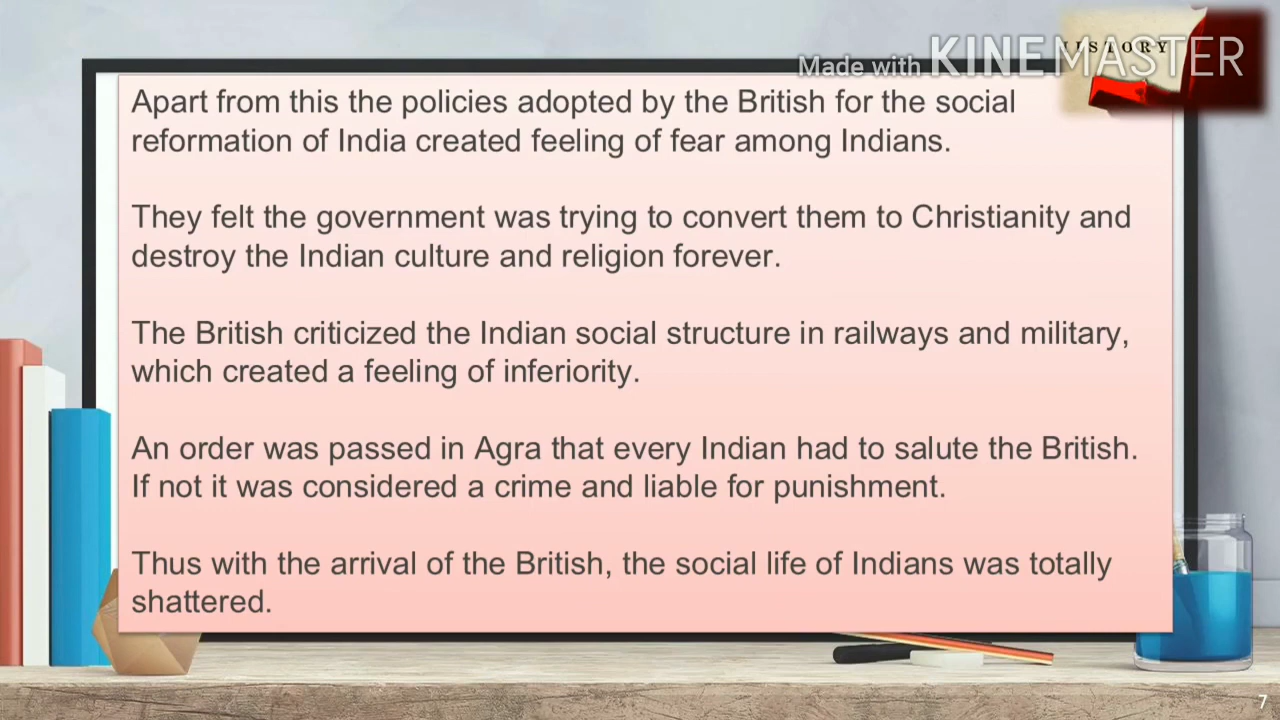 HISTORY
Made with KINEMASTER
Apart from this the policies adopted by the British for the social
reformation of India created feeling of fear among Indians.
They felt the government was trying to convert them to Christianity and
destroy the Indian culture and religion forever.
The British criticized the Indian social structure in railways and military,
which created a feeling of inferiority.
An order was passed in Agra that every Indian had to salute the British.
If not it was considered a crime and liable for punishment.
Thus with the arrival of the British, the social life of Indians was totally
shattered.
7